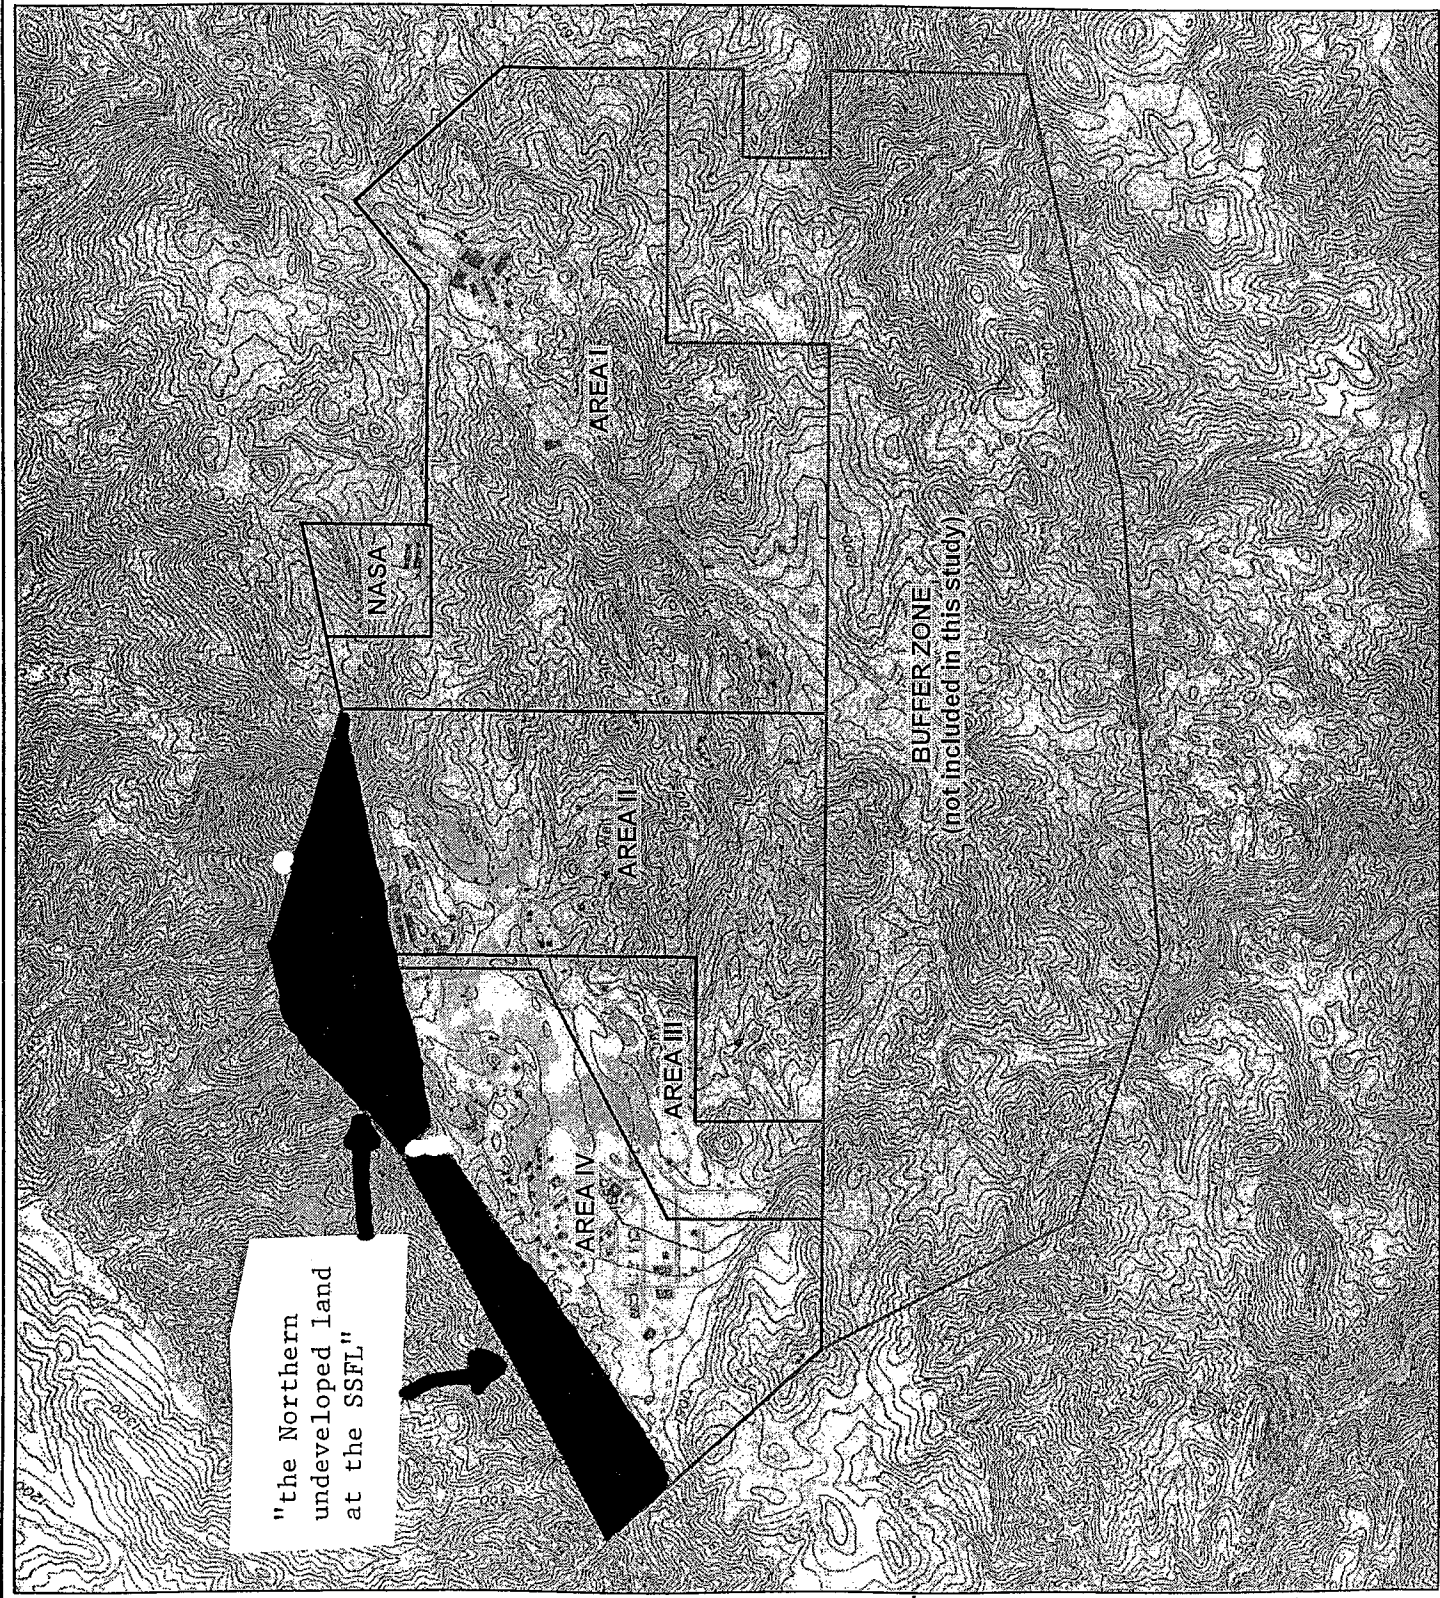 "the Northern
undeveloped land
at the SSFL"
NASA
AREA I
AREA II
AREA III
AREA IV
BUFFER ZONE
(not included in this study)